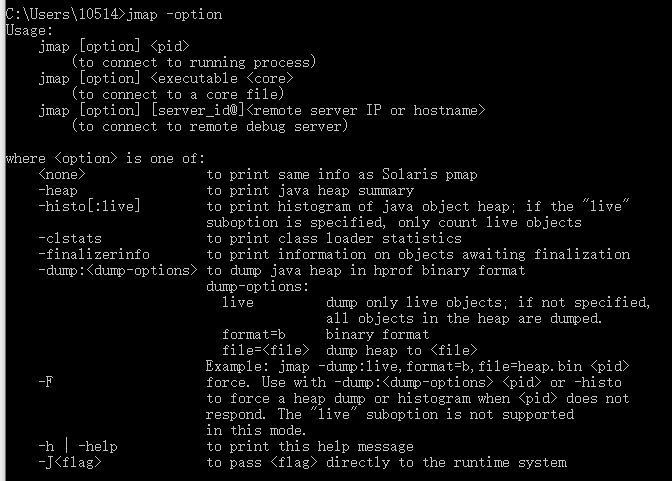 C:\Users\10514>jmap -option
Usage:
    jmap [option] <pid>
        (to connect to running process)
    jmap [option] <executable <core>
        (to connect to a core file)
    jmap [option] [server_id@]<remote server IP or hostname>
        (to connect to remote debug server)

where <option> is one of:
    <none>               to print same info as Solaris pmap
    -heap                to print java heap summary
    -histo[:live]        to print histogram of java object heap; if the "live"
                         suboption is specified, only count live objects
    -clstats             to print class loader statistics
    -finalizerinfo       to print information on objects awaiting finalization
    -dump:<dump-options> to dump java heap in hprof binary format
                         dump-options:
                           live         dump only live objects; if not specified,
                                        all objects in the heap are dumped.
                           format=b     binary format
                           file=<file>  dump heap to <file>
                         Example: jmap -dump:live,format=b,file=heap.bin <pid>
    -F                   force. Use with -dump:<dump-options> <pid> or -histo
                         to force a heap dump or histogram when <pid> does not
                         respond. The "live" suboption is not supported
                         in this mode.
    -h | -help           to print this help message
    -J<flag>             to pass <flag> directly to the runtime system